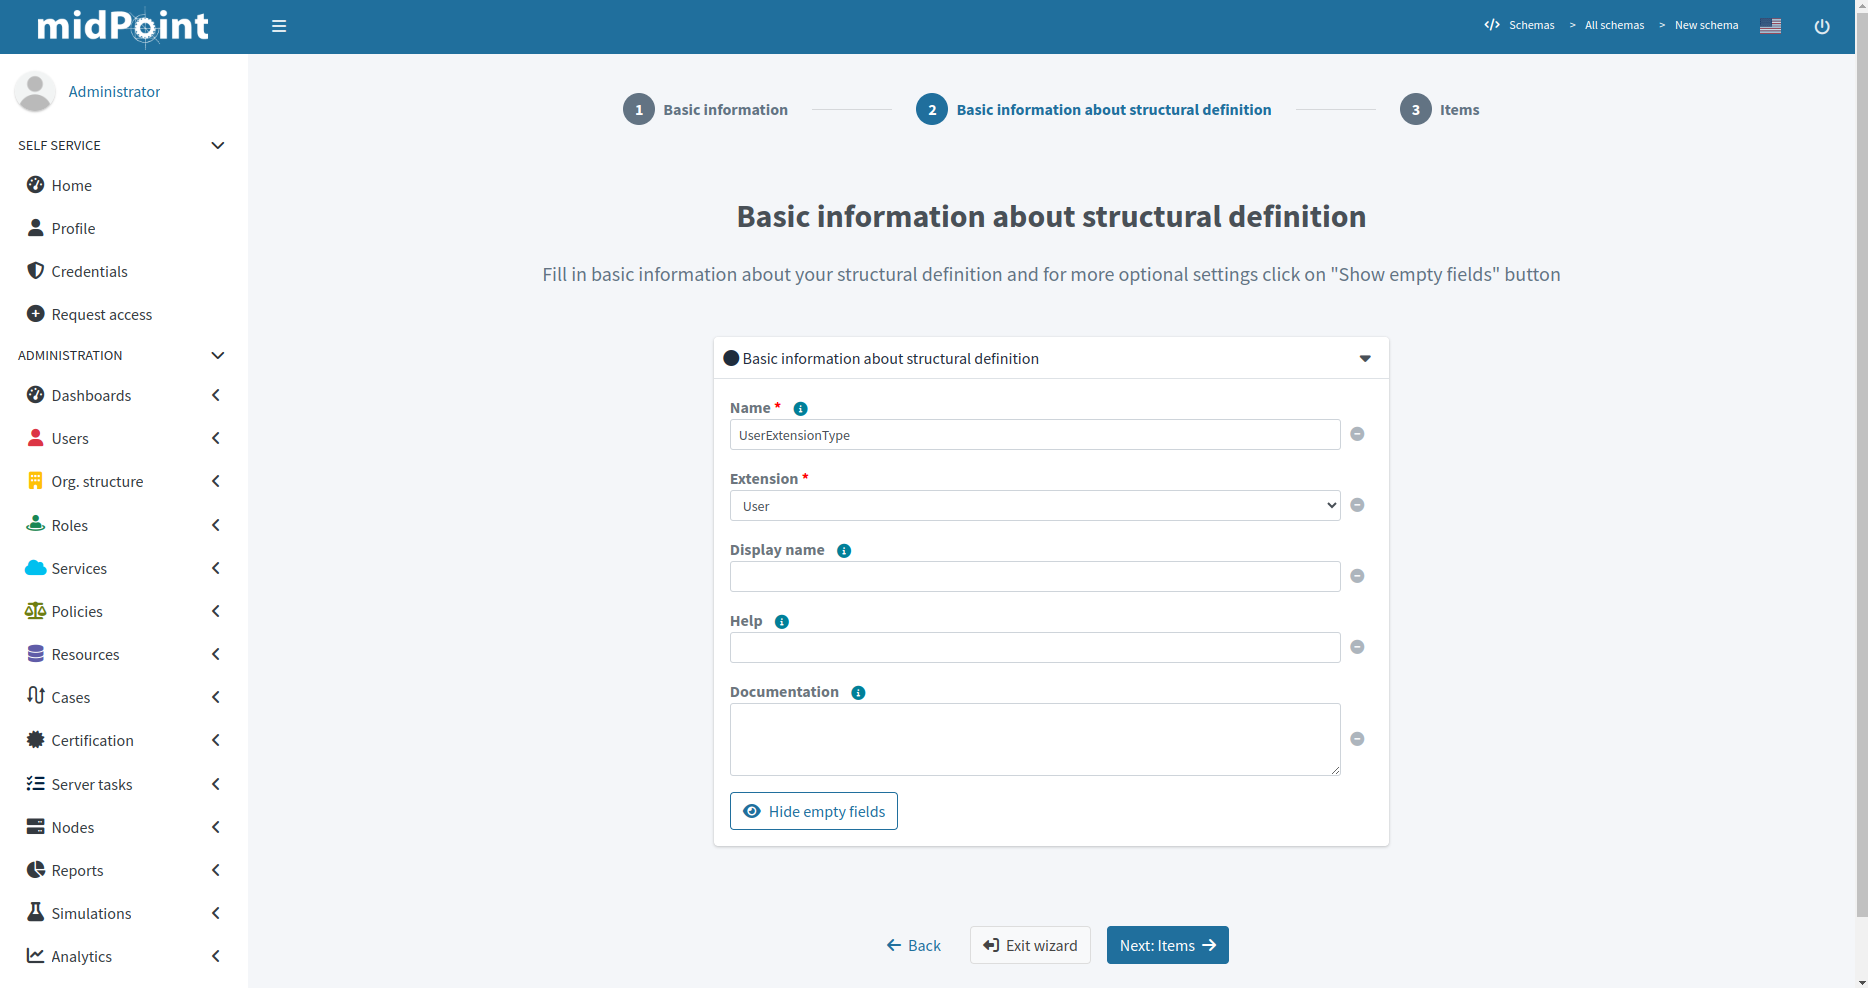 midPoint
Schemas > All schemas > New schema
Administrator
SELF SERVICE
Home
Profile
Credentials
Request access
ADMINISTRATION
Dashboards
Users
Org. structure
Roles
Services
Policies
Resources
Cases
Certification
Server tasks
Nodes
Reports
Simulations
Analytics
1 Basic information
2 Basic information about structural definition
3 Items
Basic information about structural definition
Fill in basic information about your structural definition and for more optional settings click on "Show empty fields" button
Basic information about structural definition
Name *
UserExtensionType
Extension *
User
Display name
Help
Documentation
Hide empty fields
Back
Exit wizard
Next: Items